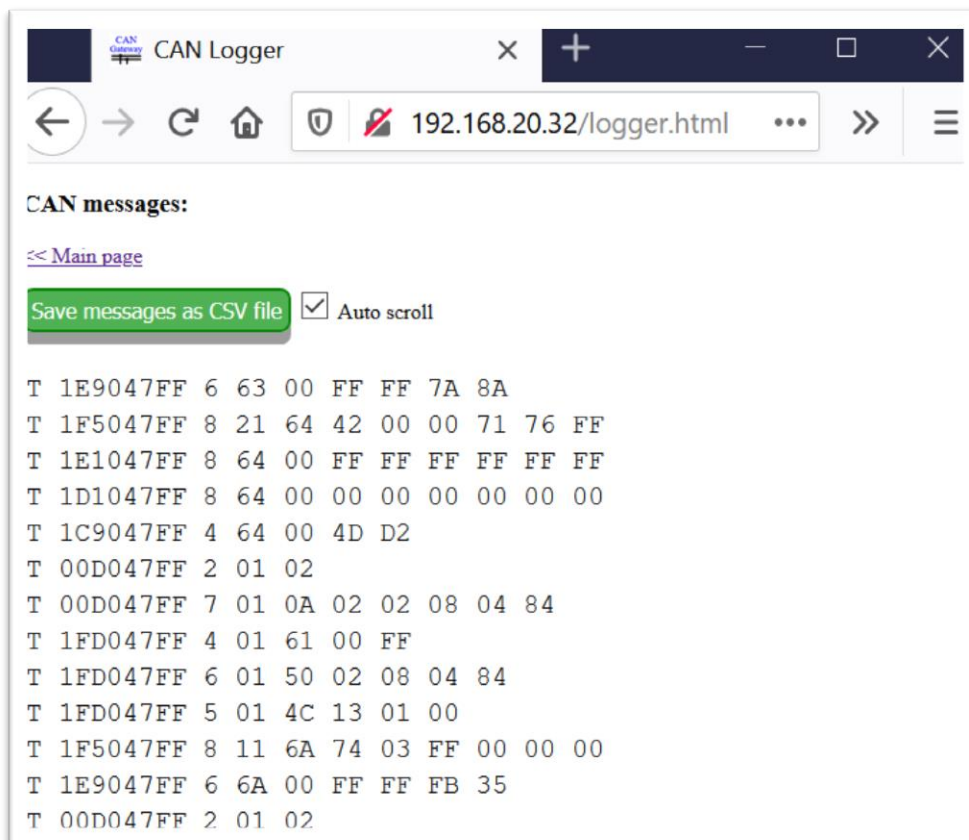 CAN
Gateway
CAN Logger
192.168.20.32/logger.html
CAN messages:
<< Main page
Save messages as CSV file Auto scroll
T 1E9047FF 6 63 00 FF FF 7A 8A
T 1F5047FF 8 21 64 42 00 00 71 76 FF
T 1E1047FF 8 64 00 FF FF FF FF FF FF
T 1D1047FF 8 64 00 00 00 00 00 00 00
T 1C9047FF 4 64 00 4D D2
T 00D047FF 2 01 02
T 00D047FF 7 01 0A 02 02 08 04 84
T 1FD047FF 4 01 61 00 FF
T 1FD047FF 6 01 50 02 08 04 84
T 1FD047FF 5 01 4C 13 01 00
T 1F5047FF 8 11 6A 74 03 FF 00 00 00
T 1E9047FF 6 6A 00 FF FF FB 35
T 00D047FF 2 01 02